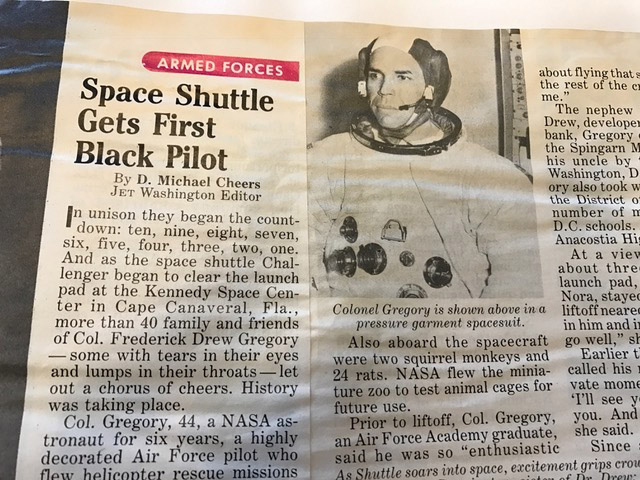 ARMED FORCES
Space Shuttle
Gets First
Black Pilot
By D. Michael Cheers
JET Washington Editor
In unison they began the count-
down: ten, nine, eight, seven,
six, five, four, three, two, one.
And as the space shuttle Chal-
lenger began to clear the launch
pad at the Kennedy Space Cen-
ter in Cape Canaveral, Fla.,
more than 40 family and friends
of Col. Frederick Drew Gregory
—some with tears in their eyes
and lumps in their throats—let
out a chorus of cheers. History
was taking place.
Col. Gregory, 44, a NASA as-
tronaut for six years, a highly
decorated Air Force pilot who
flew helicopter rescue missions
Colonel Gregory is shown above in a
pressure garment spacesuit.
Also aboard the spacecraft
were two squirrel monkeys and
24 rats. NASA flew the minia-
ture zoo to test animal cages for
future use.
Prior to liftoff, Col. Gregory,
an Air Force Academy graduate,
said he was so "enthusiastic
As Shuttle soars into space, excitement grips
about flying that
the rest of the
me."
The nephew
Drew, developer
bank, Gregory
the Spingarn
his uncle by
Washington,
ory also took
the District
number of
D.C. schools.
Anacostia
At a
about
launch pad,
Nora,
liftoff
in him and
go well,"
Earlier
called his
vate
'I'll see
you. And
she said.
Since